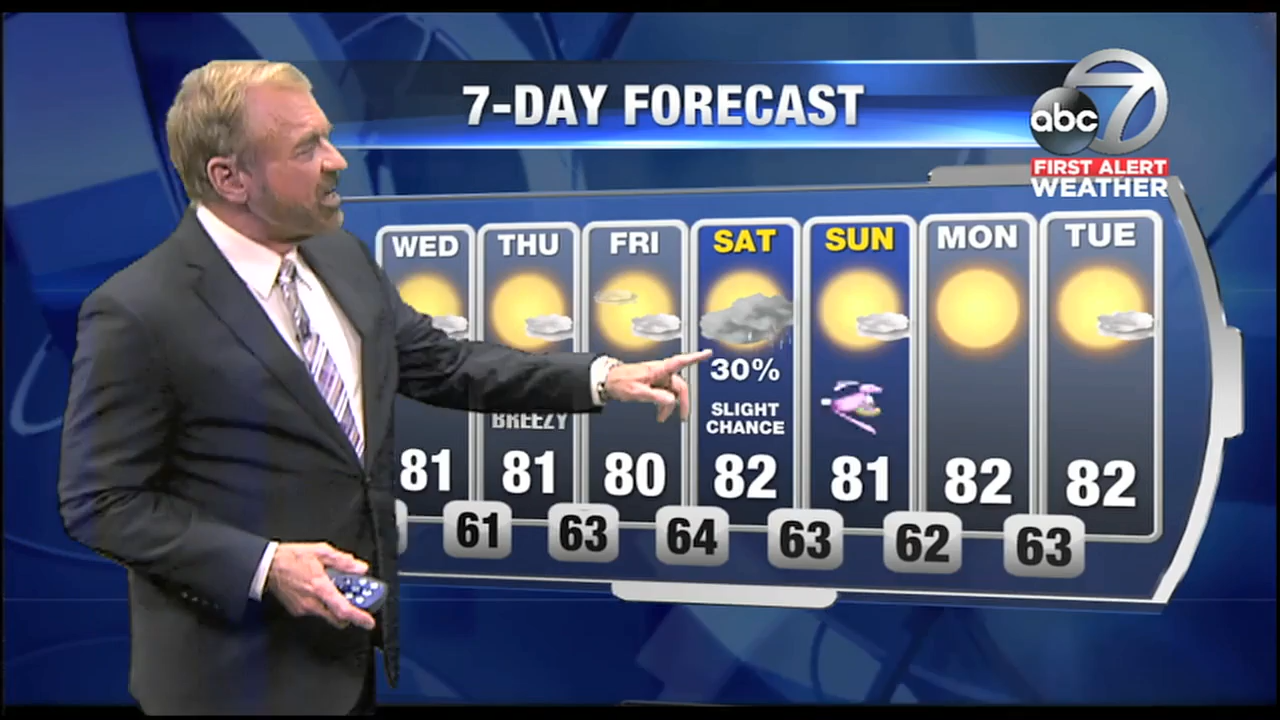 7-DAY FORECAST
abc 7
FIRST ALERT
WEATHER
WED THU FRI SAT SUN MON TUE
30%
BREEZY
SLIGHT
CHANCE
81 81 80 82 81 82 82
61 63 64 63 62 63